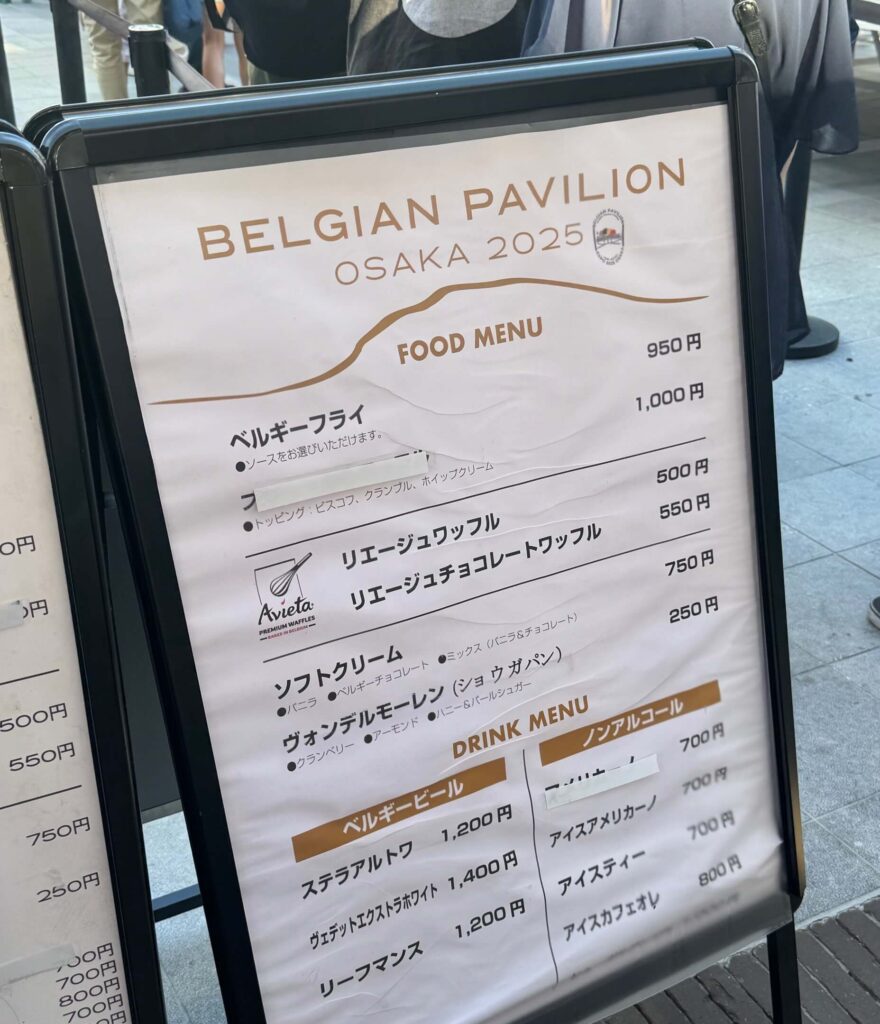 BELGIAN PAVILION
OSAKA 2025
FOOD MENU
ベルギーフライ 950円
●ソースをお選びいただけます。
1,000円
●トッピング：ビスコフ、クランブル、ホイップクリーム
Avieta
PREMIUM WAFFLES
BAKED IN BELGIUM
リエージュワッフル 500円
リエージュチョコレートワッフル 550円
ソフトクリーム 750円
●バニラ ●ベルギーチョコレート ●ミックス（バニラ&チョコレート）
ヴォンデルモーレン (ショウガパン) 250円
●クランベリー ●アーモンド ●ハニー&パールシュガー
DRINK MENU
ベルギービール
ステラアルトワ 1,200円
ヴェデットエクストラホワイト 1,400円
リーフマンス 1,200円
ノンアルコール
700円
アイスアメリカーノ 700円
アイスティー 700円
アイスカフェオレ 800円
0円
円
500円
550円
750円
250円
700円
700円
800円
700円